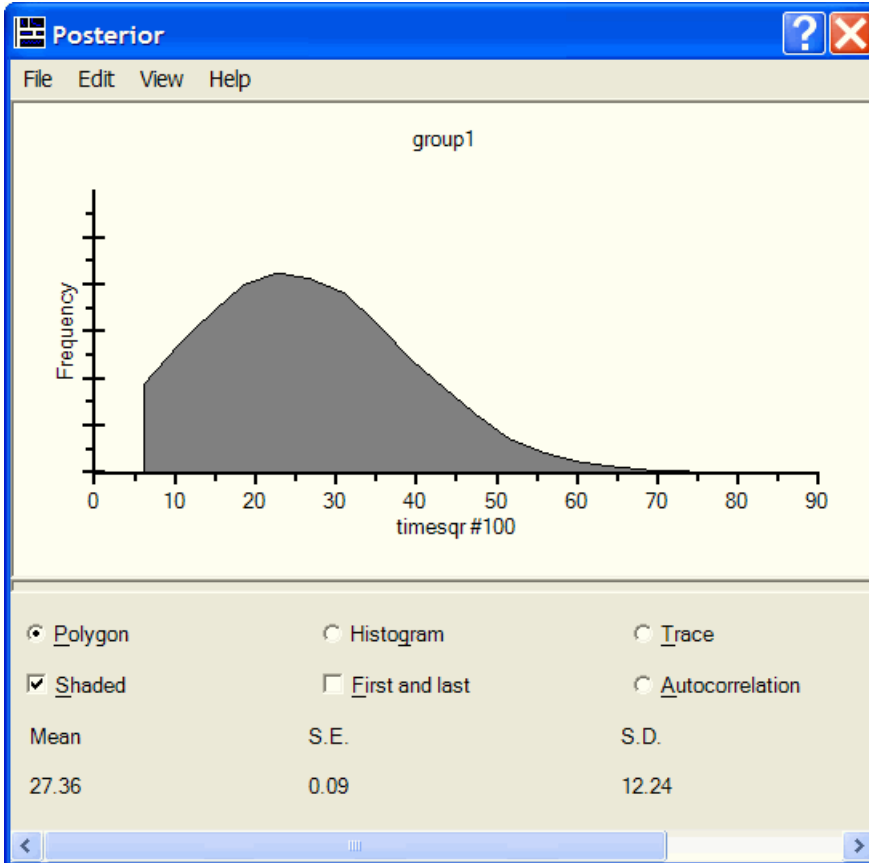 Posterior
File Edit View Help
group1
Frequency
0 10 20 30 40 50 60 70 80 90
timesqr #100
Polygon Histogram Trace
Shaded First and last Autocorrelation
Mean S.E. S.D.
27.36 0.09 12.24